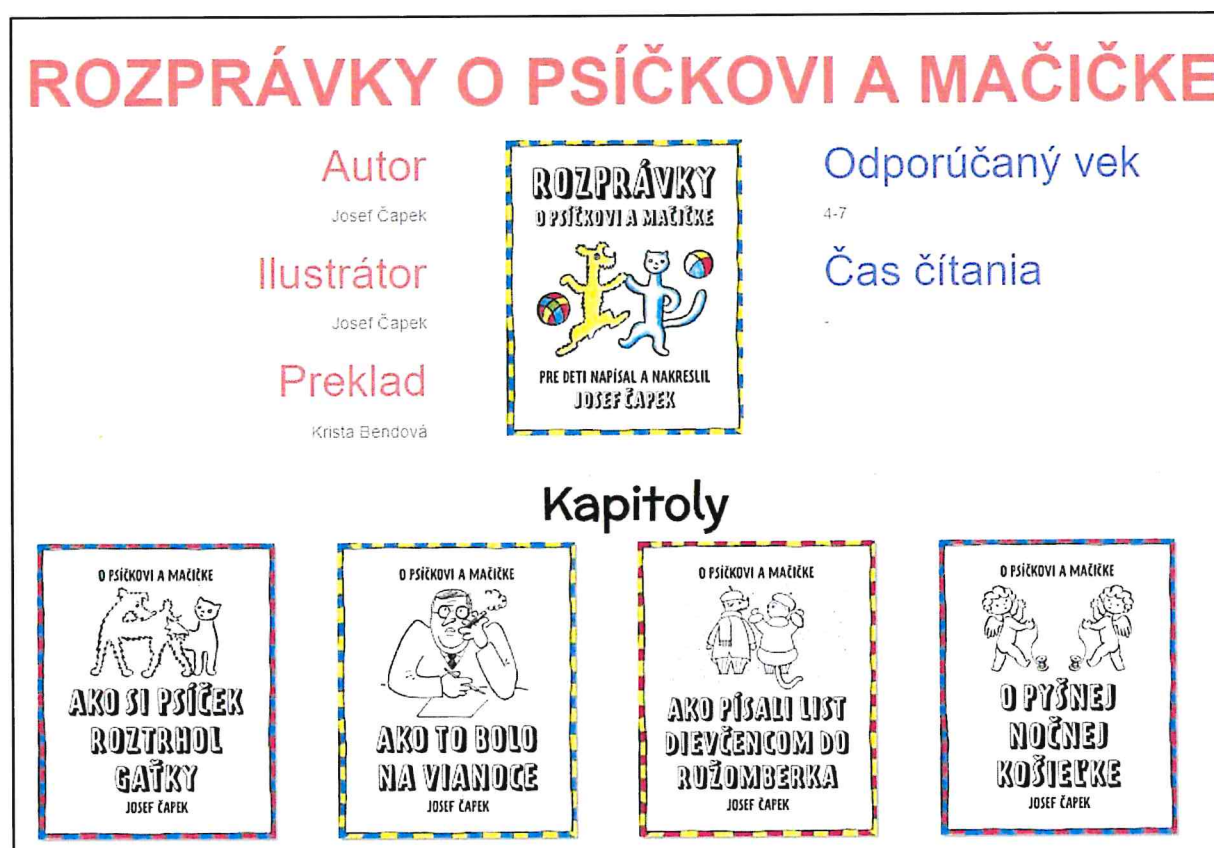 ROZPRÁVKY O PSÍČKOVI A MAČIČKE
Autor
Josef Čapek
Ilustrátor
Josef Čapek
Preklad
Krista Bendová
ROZPRÁVKY
O PSÍČKOVI A MAČIČKE
PRE DETI NAPÍSAL A NAKRESLIL
JOSEF ČAPEK
Odporúčaný vek
4-7
Čas čítania
-
Kapitoly
O PSÍČKOVI A MAČIČKE
AKO SI PSÍČEK
ROZTRHOL
GAŤKY
JOSEF ČAPEK
O PSÍČKOVI A MAČIČKE
AKO TO BOLO
NA VIANOCE
JOSEF ČAPEK
O PSÍČKOVI A MAČIČKE
AKO PÍSALI LIST
DIEVČENCOM DO
RUŽOMBERKA
JOSEF ČAPEK
O PSÍČKOVI A MAČIČKE
O PYŠNEJ
NOČNEJ
KOŠIEĽKE
JOSEF ČAPEK